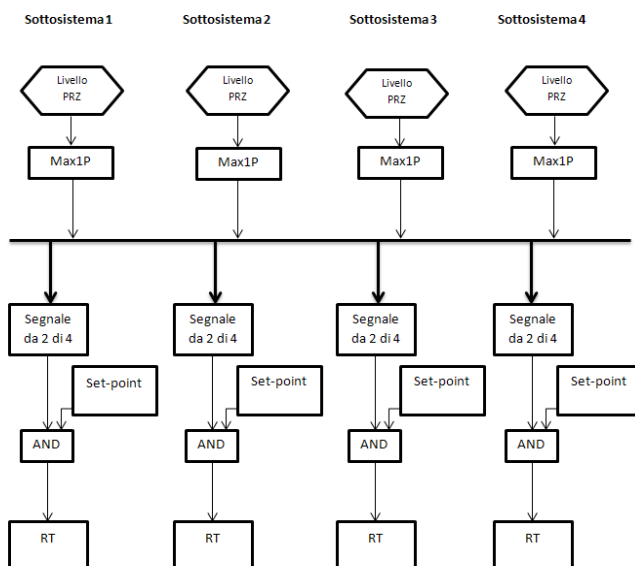 Sottosistema 1 Sottosistema 2 Sottosistema 3 Sottosistema 4
Livello Livello Livello Livello
PRZ PRZ PRZ PRZ
Max1P Max1P Max1P Max1P
Segnale Segnale Segnale Segnale
da 2 di 4 da 2 di 4 da 2 di 4 da 2 di 4
Set-point Set-point Set-point Set-point
AND AND AND AND
RT RT RT RT